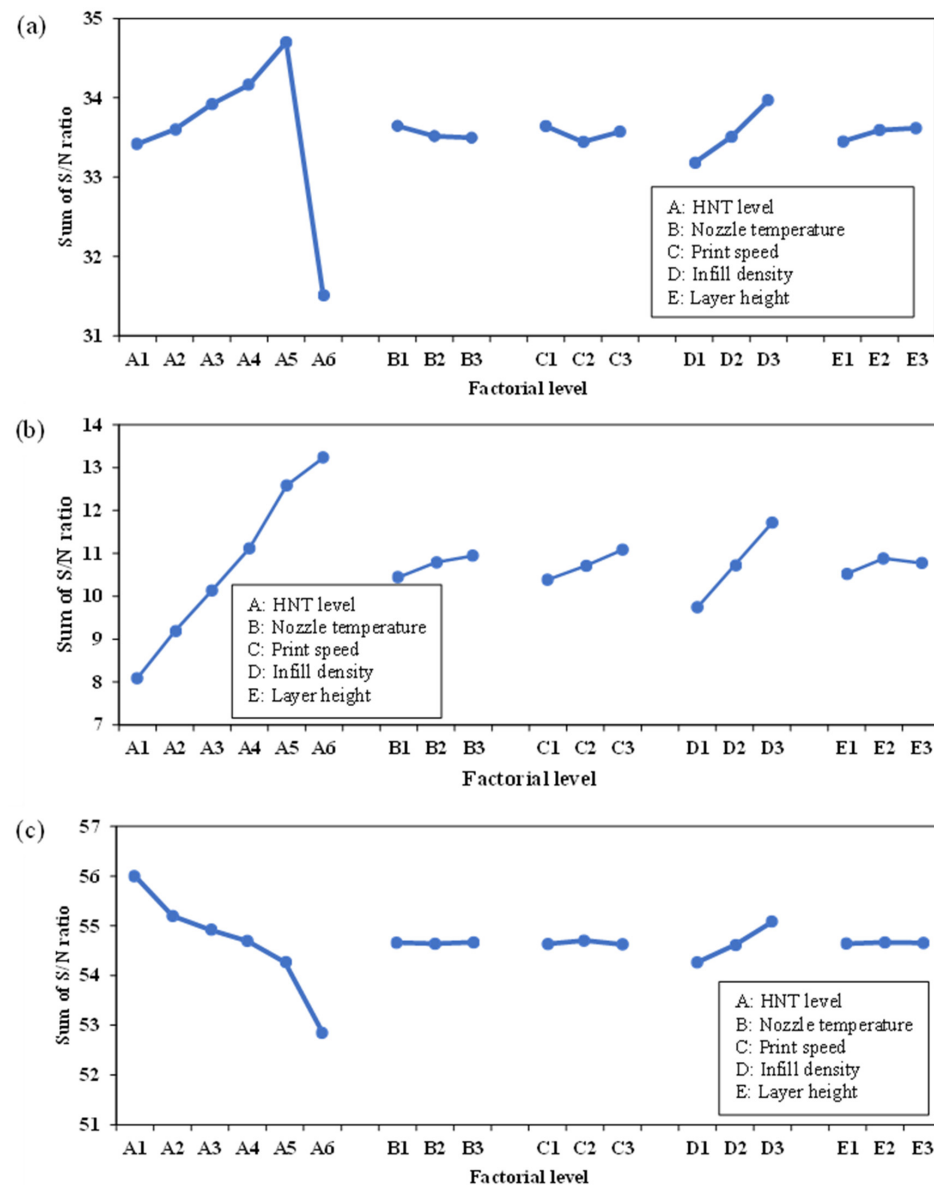 (a)
35
34
33
32
31
Sum of S/N ratio
A: HNT level
B: Nozzle temperature
C: Print speed
D: Infill density
E: Layer height
A1 A2 A3 A4 A5 A6 B1 B2 B3 C1 C2 C3 D1 D2 D3 E1 E2 E3
Factorial level
(b)
14
13
12
11
10
9
8
7
Sum of S/N ratio
A: HNT level
B: Nozzle temperature
C: Print speed
D: Infill density
E: Layer height
A1 A2 A3 A4 A5 A6 B1 B2 B3 C1 C2 C3 D1 D2 D3 E1 E2 E3
Factorial level
(c)
57
56
55
54
53
52
51
Sum of S/N ratio
A: HNT level
B: Nozzle temperature
C: Print speed
D: Infill density
E: Layer height
A1 A2 A3 A4 A5 A6 B1 B2 B3 C1 C2 C3 D1 D2 D3 E1 E2 E3
Factorial level